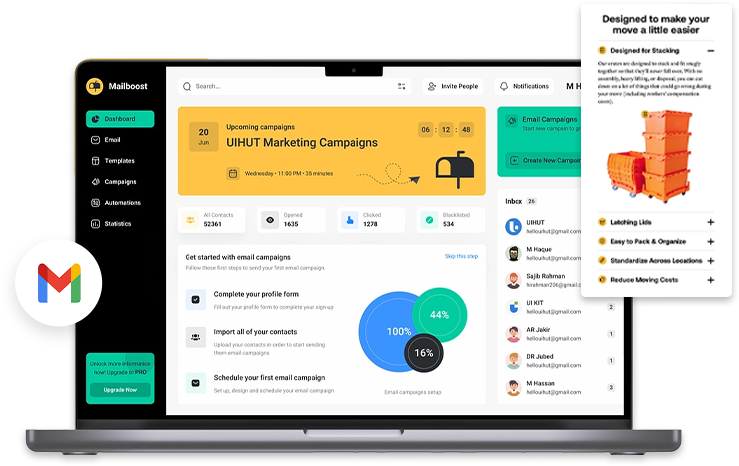 Designed to make your
move a little easier
Designed for Stacking
Our crates are designed to stack and fit snugly
together so that they'll never fall over. With no
assembly, heavy lifting, or disposal, you can cut
down on a lot of things that could go wrong during
your move (including workers' compensation
costs).
Latching Lids
Easy to Pack & Organize
Standardize Across Locations
Reduce Moving Costs
Mailboost
Search...
Invite People
Notifications
M H
Dashboard
Email
Templates
Campaigns
Automations
Statistics
Unlock more information
now! Upgrade to PRO
Upgrade Now
20
Jun
Upcoming campaigns
UIHUT Marketing Campaigns
06 : 12 : 48
Wednesday • 11:00 PM • 35 minutes
Email Campaigns
Start new campain to gr
Create New Campain
All Contacts
52361
Opened
1635
Clicked
1278
Blacklisted
534
Get started with email campaigns
Skip this step
Follow these first steps to send your first email campaign.
Complete your profile form
Fill out your profile form to complete your sign-up
Import all of your contacts
Upload your contacts in order to start sending
them email campaigns
Schedule your first email campaign
Set up, design and schedule your email campaign
100%
44%
16%
Email campaigns setup
Inbox 26
UIHUT
hellouihut@gmail.com
M Haque
hellouihut@gmail.com
Sajib Rahman
hirahman206@gmail.com
UI KIT
hellouihut@gmail.com
2
AR Jakir
hellouihut@gmail.com
1
DR Jubed
hellouihut@gmail.com
1
M Hassan
hellouihut@gmail.com
3